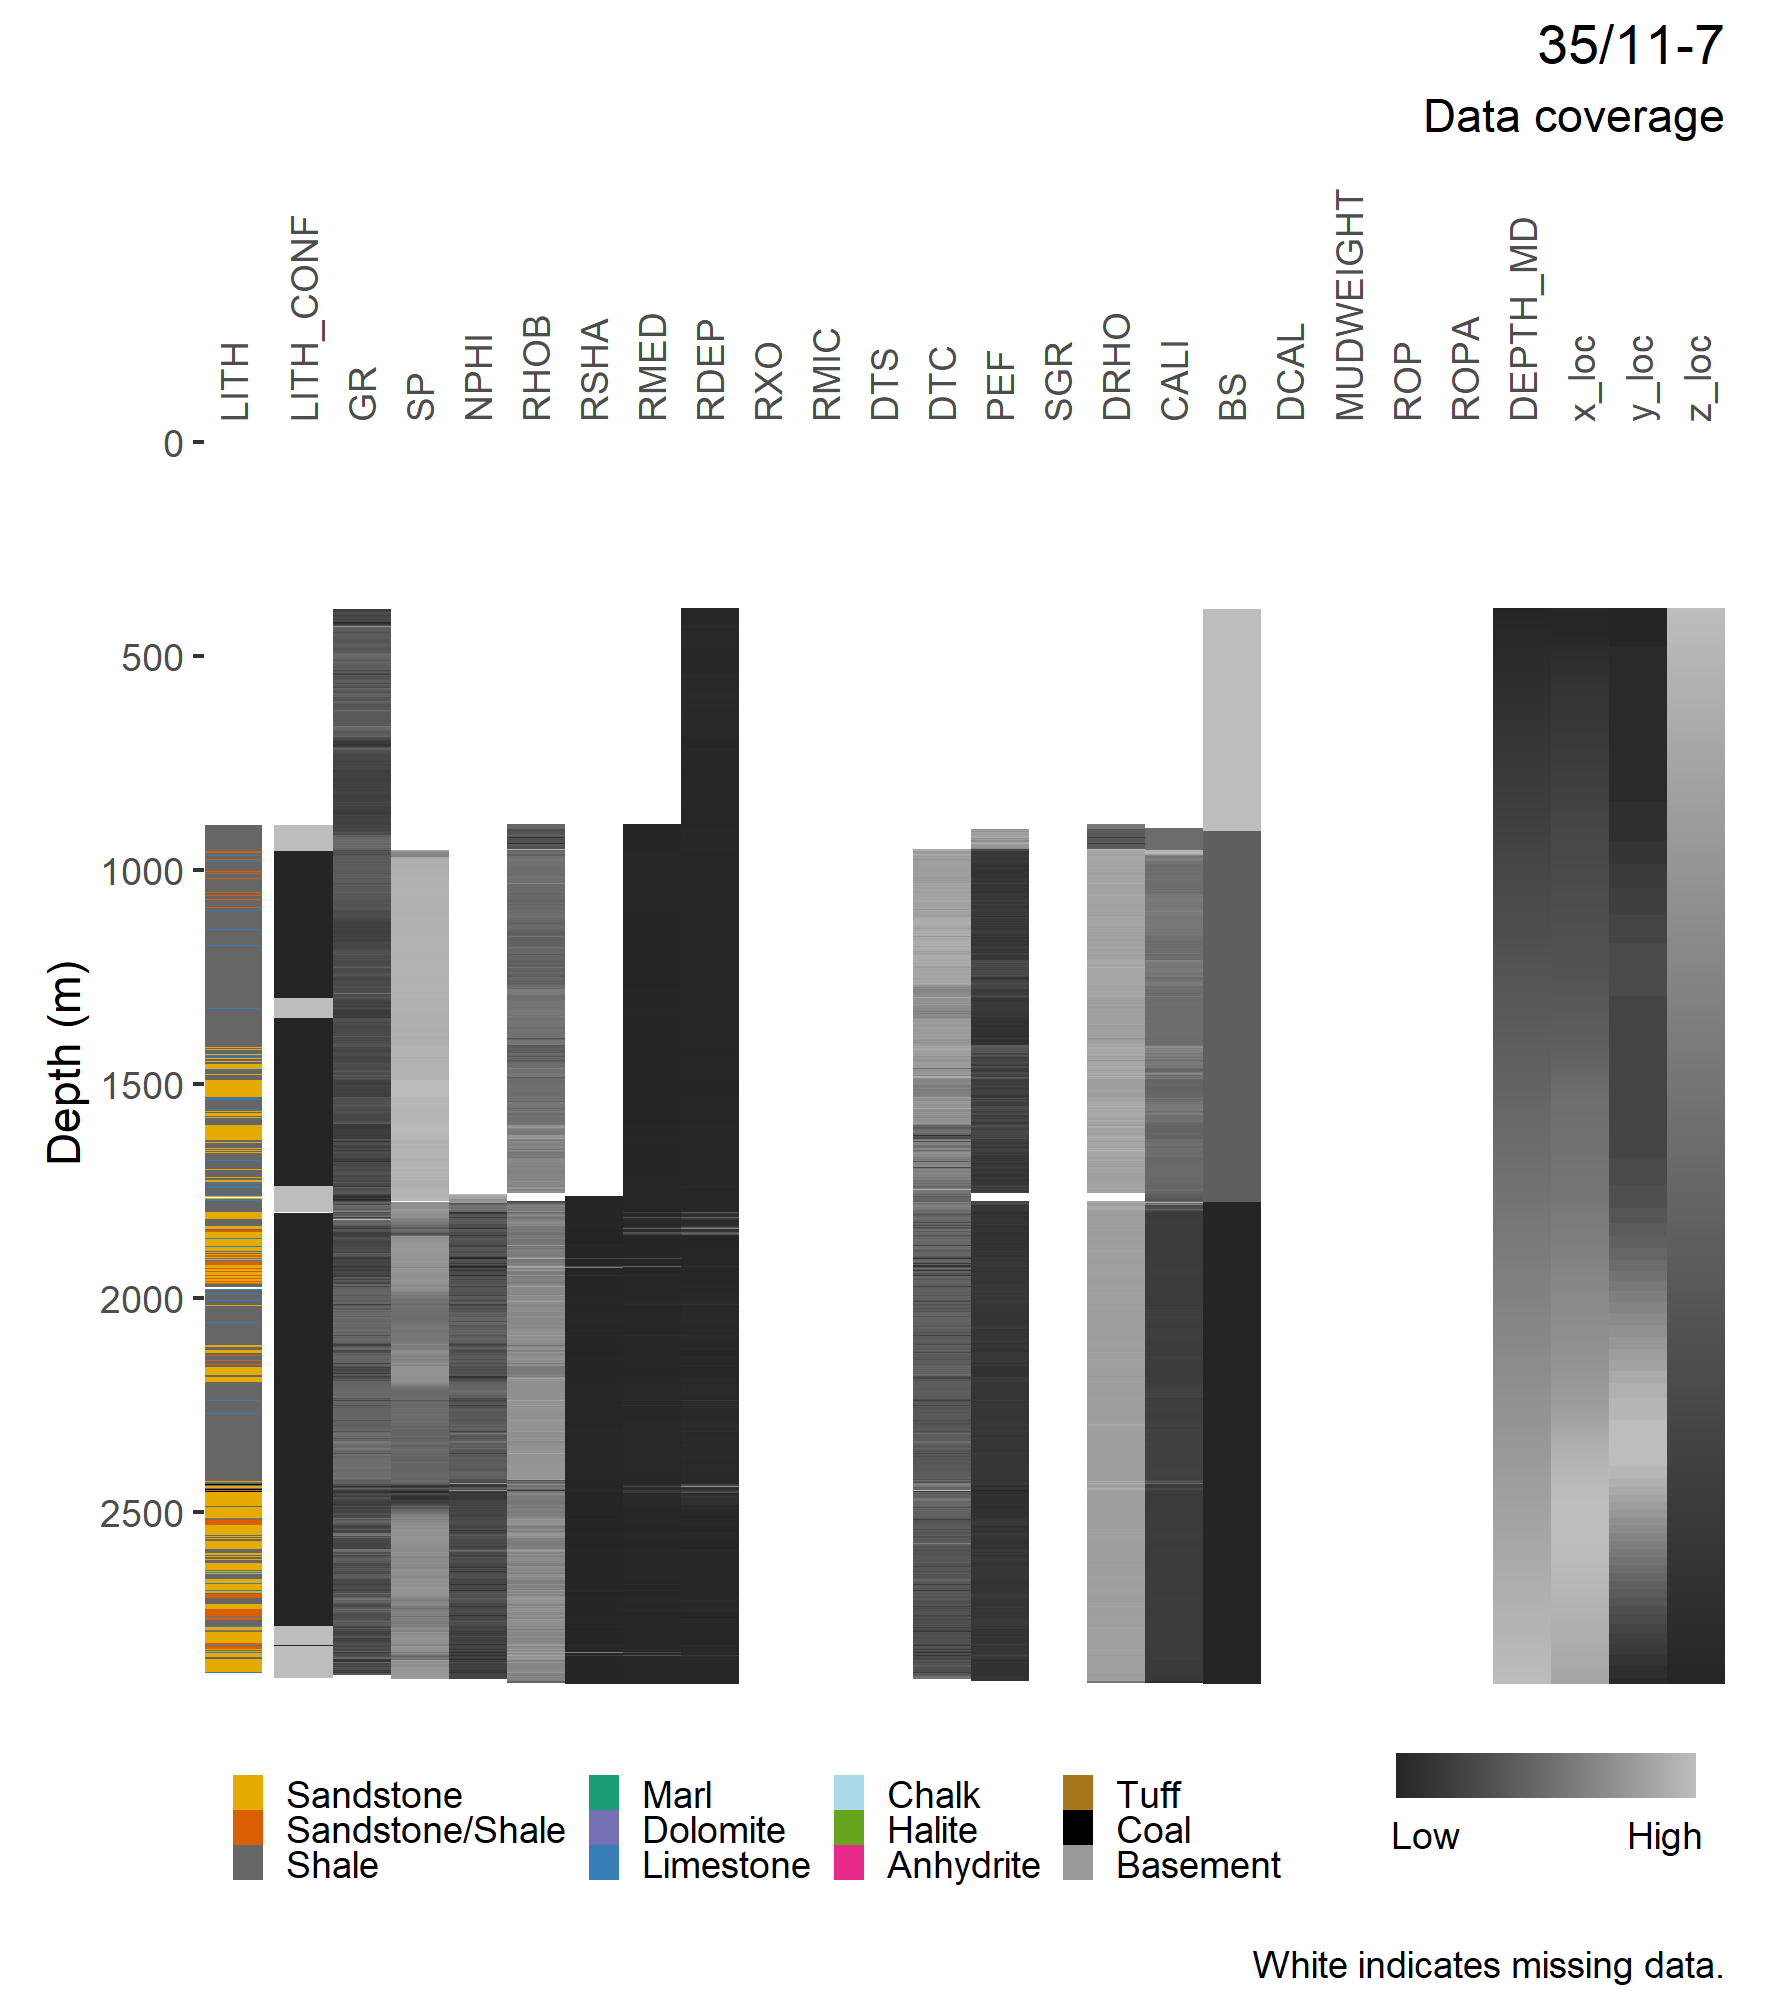 35/11-7
Data coverage
LITH
LITH_CONF
GR
SP
NPHI
RHOB
RSHA
RMED
RDEP
RXO
RMIC
DTS
DTC
PEF
SGR
DRHO
CALI
BS
DCAL
MUDWEIGHT
ROP
ROPA
DEPTH_MD
x_loc
y_loc
z_loc
0
500
1000
1500
2000
2500
Depth (m)
Sandstone
Sandstone/Shale
Shale
Marl
Dolomite
Limestone
Chalk
Halite
Anhydrite
Tuff
Coal
Basement
Low High
White indicates missing data.